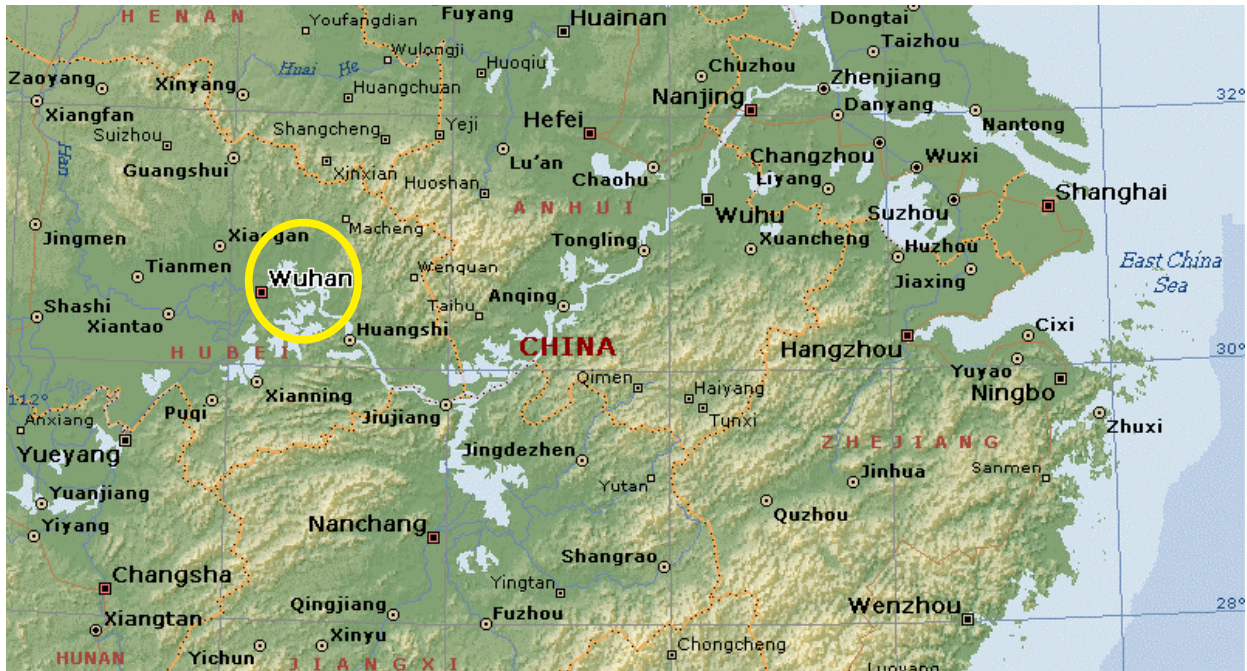 HENAN
Youfangdian
Fuyang
Huainan
Dongtai
Taizhou
Wulongji
Zaoyang
Xinyang
Huai He
Huoqiu
Chuzhou
Zhenjiang
Huangchuan
Nanjing
Danyang
32°
Xiangfan
Suizhou
Shangcheng
Yeji
Hefei
Nantong
Han
Guangshui
Xinxian
Lu'an
Chaohu
Changzhou
Wuxi
Liyang
Huoshan
ANHUI
Wuhu
Suzhou
Shanghai
Jingmen
Xiaogan
Macheng
Tongling
Xuancheng
Huzhou
Tianmen
Wuhan
Wenquan
Jiaxing
East China
Sea
Shashi
Xiantao
Taihu
Anqing
Huangshi
CHINA
Hangzhou
Cixi
HUBEI
30°
Yuyao
Qimen
Haiyang
Ningbo
112°
Puqi
Xianning
Jiujiang
Tunxi
Anxiang
Zhuxi
Yueyang
Jingdezhen
ZHEJIANG
Jinhua
Sanmen
Yuanjiang
Yutan
Quzhou
Yiyang
Nanchang
Shangrao
Changsha
Yingtan
Wenzhou
28°
Xiangtan
Qingjiang
Fuzhou
Xinyu
Chongcheng
HUNAN
Yichun
JIANGXI
Luoyang